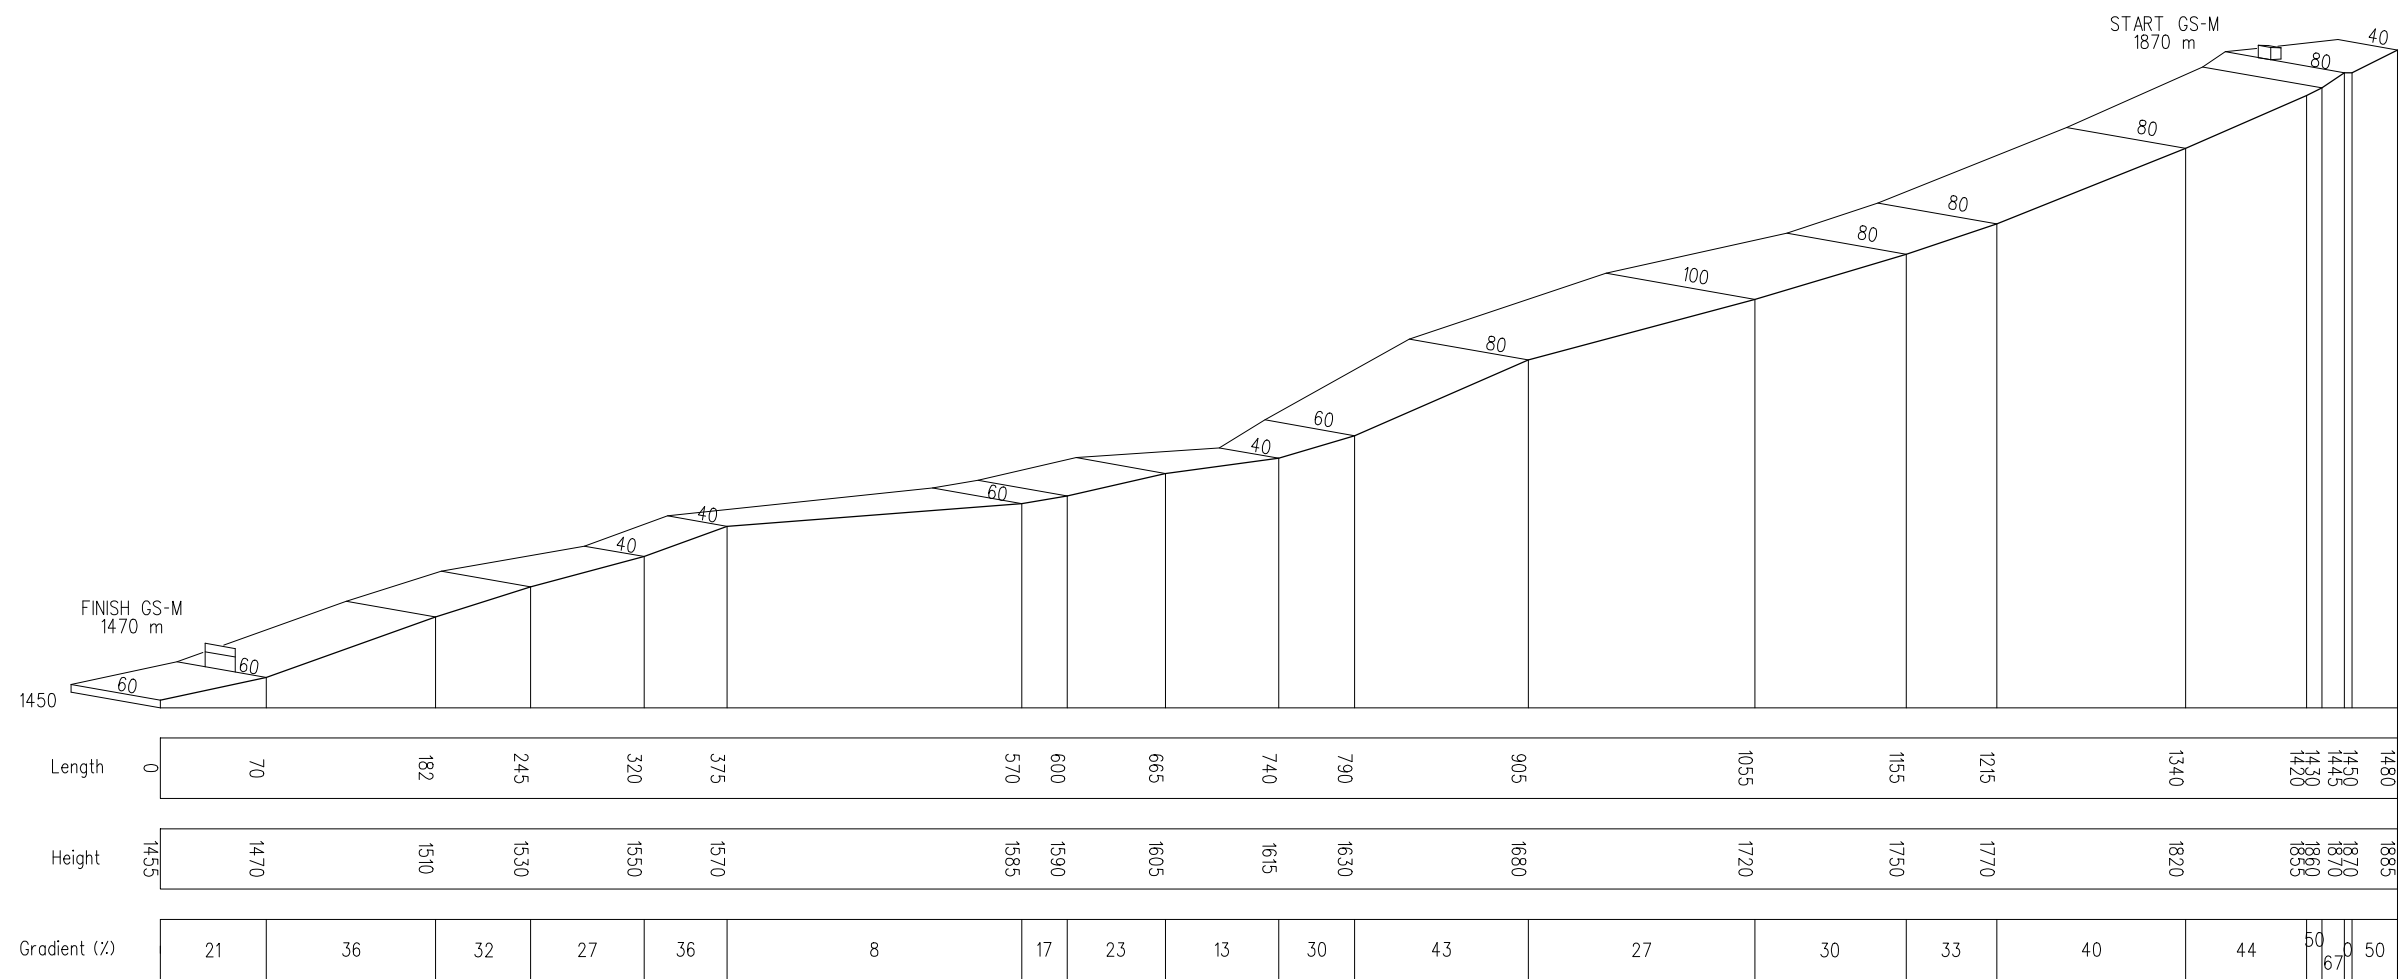 START GS-M
1870 m
40
80
80
80
80
100
80
60
40
60
40
40
FINISH GS-M
1470 m
60
60
1450
Length 0 70 182 245 320 375 570 600 665 740 790 905 1055 1155 1215 1340 1420 1430 1445 1450 1480
Height 1455 1470 1510 1530 1550 1570 1585 1590 1605 1615 1630 1680 1720 1750 1770 1820 1855 1860 1870 1870 1885
Gradient (%) 21 36 32 27 36 8 17 23 13 30 43 27 30 33 40 44 50 67 0 50